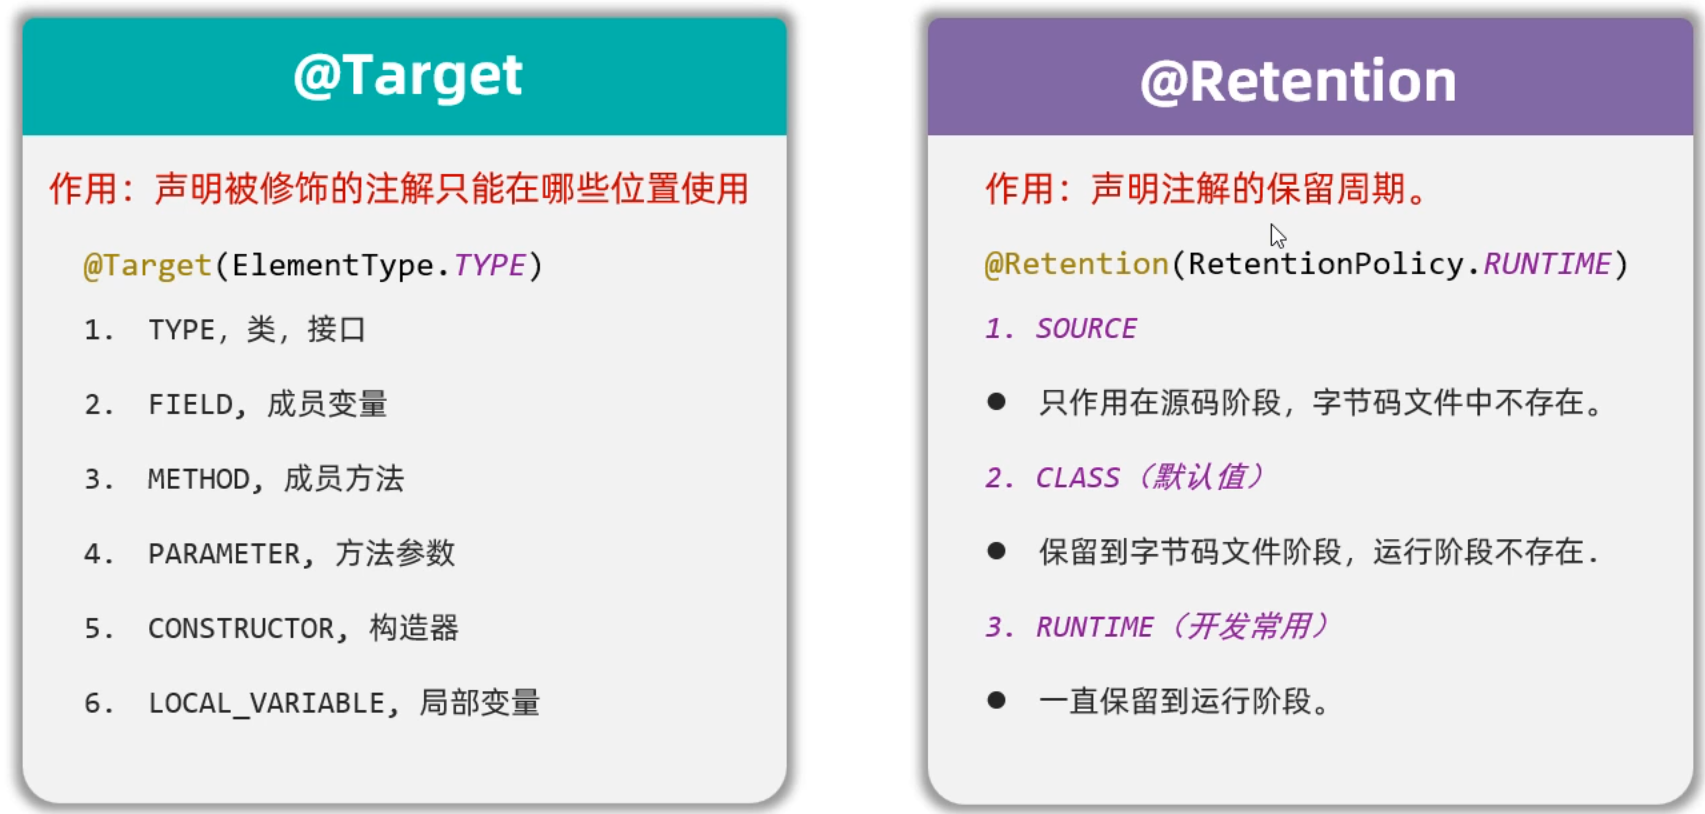 @Target
作用：声明被修饰的注解只能在哪些位置使用
@Target(ElementType.TYPE)
1. TYPE，类，接口
2. FIELD, 成员变量
3. METHOD, 成员方法
4. PARAMETER, 方法参数
5. CONSTRUCTOR, 构造器
6. LOCAL_VARIABLE, 局部变量
@Retention
作用：声明注解的保留周期。
@Retention(RetentionPolicy.RUNTIME)
1. SOURCE
● 只作用在源码阶段，字节码文件中不存在。
2. CLASS（默认值）
● 保留到字节码文件阶段，运行阶段不存在.
3. RUNTIME（开发常用）
● 一直保留到运行阶段。